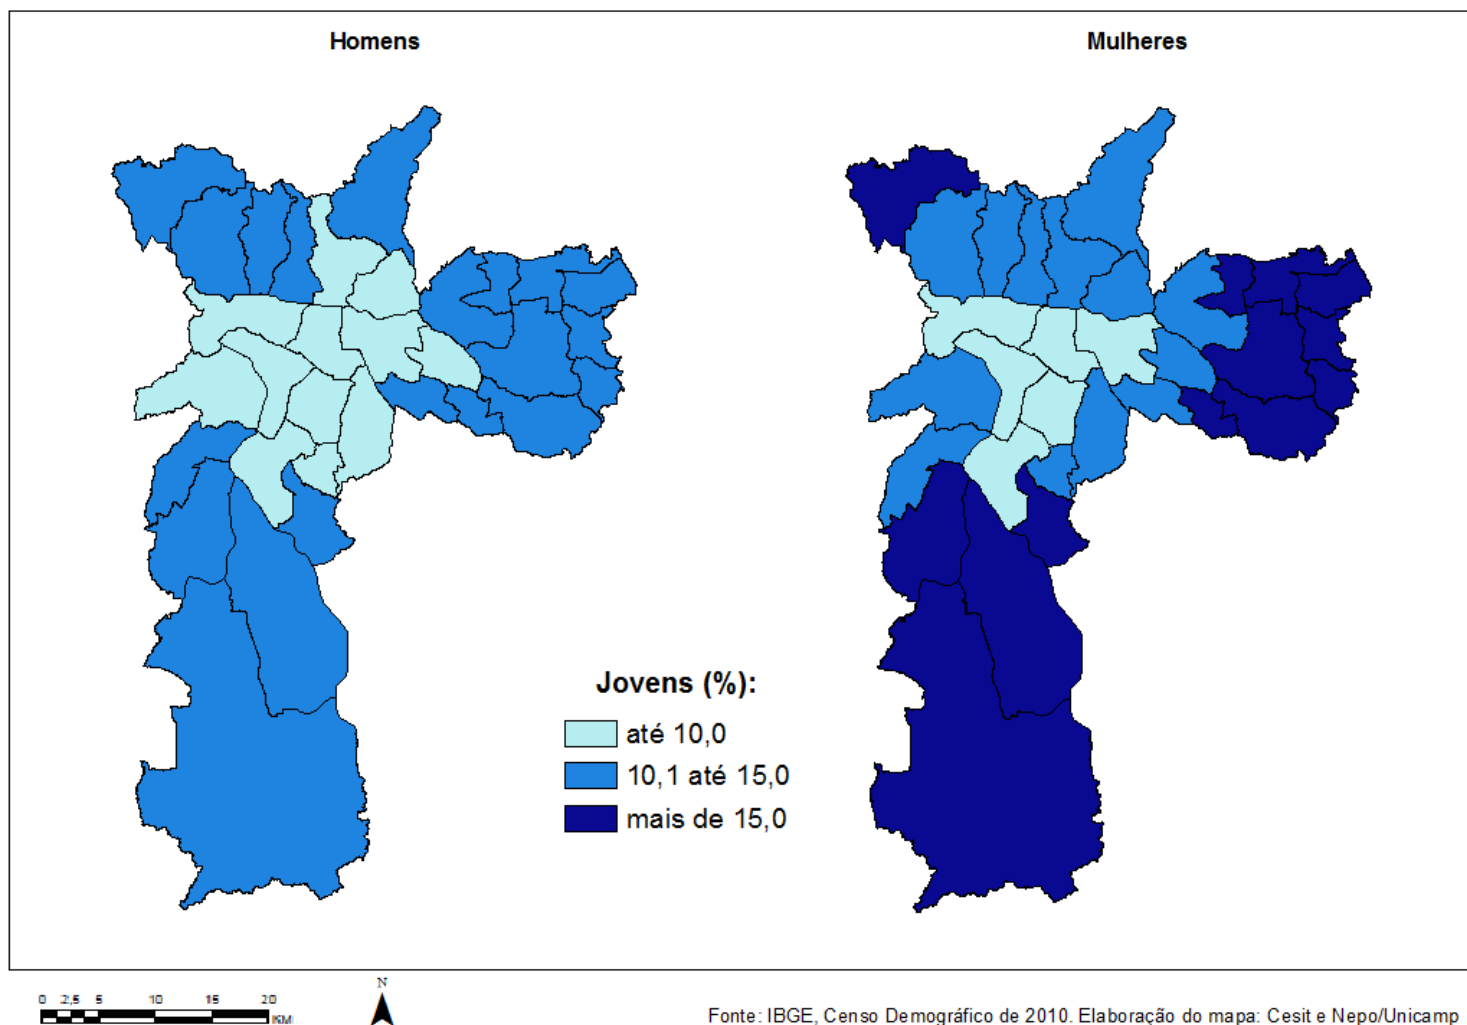 Homens
Mulheres
Jovens (%):
até 10,0
10,1 até 15,0
mais de 15,0
0 2,5 5 10 15 20
KM
N
Fonte: IBGE, Censo Demográfico de 2010. Elaboração do mapa: Cesit e Nepo/Unicamp